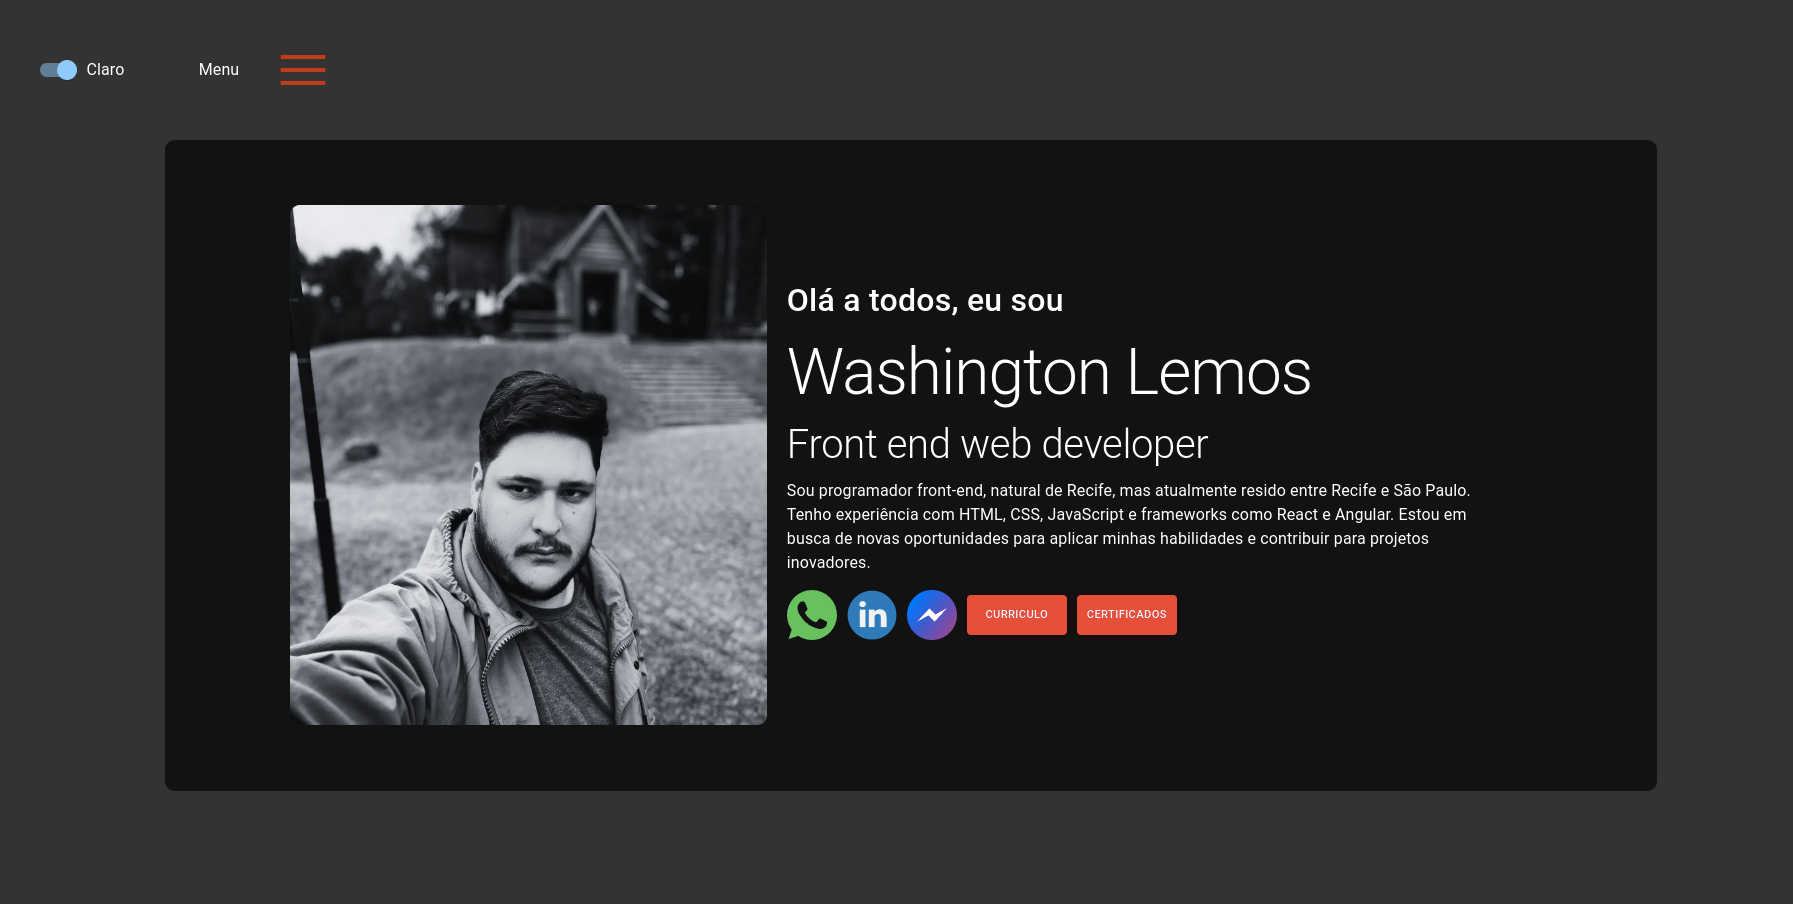 Claro
Menu
Olá a todos, eu sou
Washington Lemos
Front end web developer
Sou programador front-end, natural de Recife, mas atualmente resido entre Recife e São Paulo.
Tenho experiência com HTML, CSS, JavaScript e frameworks como React e Angular. Estou em
busca de novas oportunidades para aplicar minhas habilidades e contribuir para projetos
inovadores.
in
CURRICULO
CERTIFICADOS